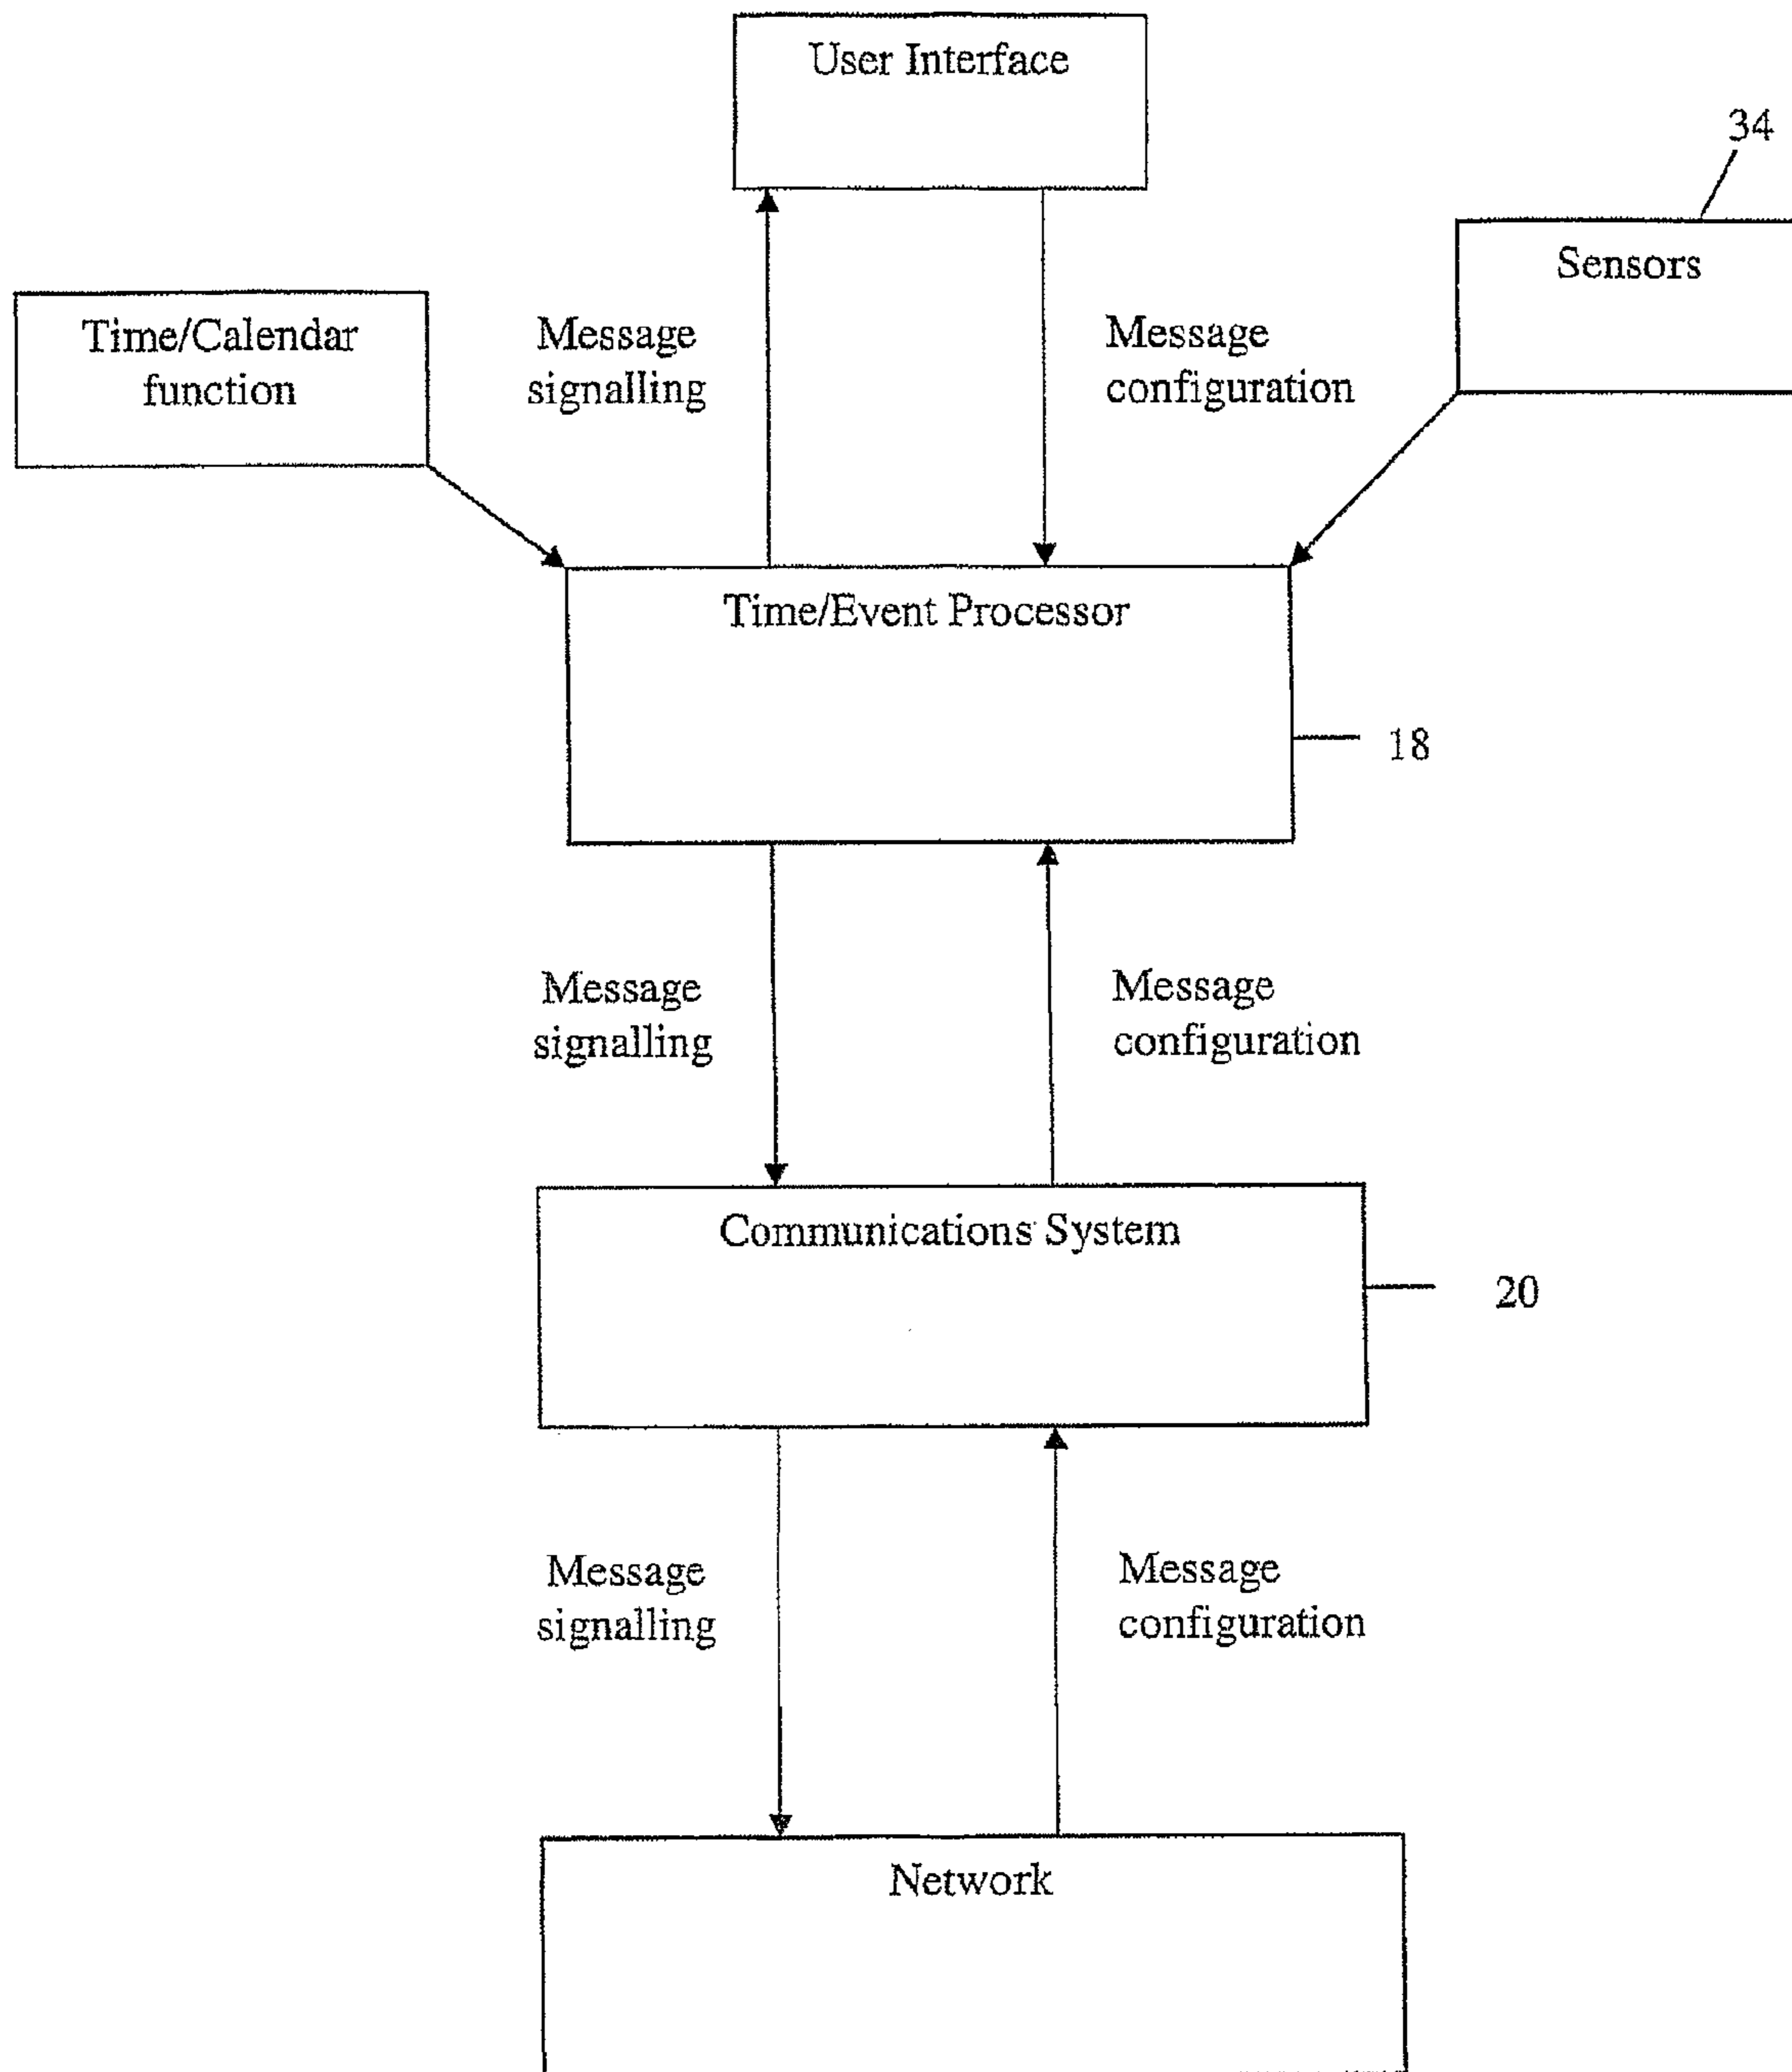 User Interface
34
Sensors
Time/Calendar
function
Message
signalling
Message
configuration
Time/Event Processor
18
Message
signalling
Message
configuration
Communications System
20
Message
signalling
Message
configuration
Network